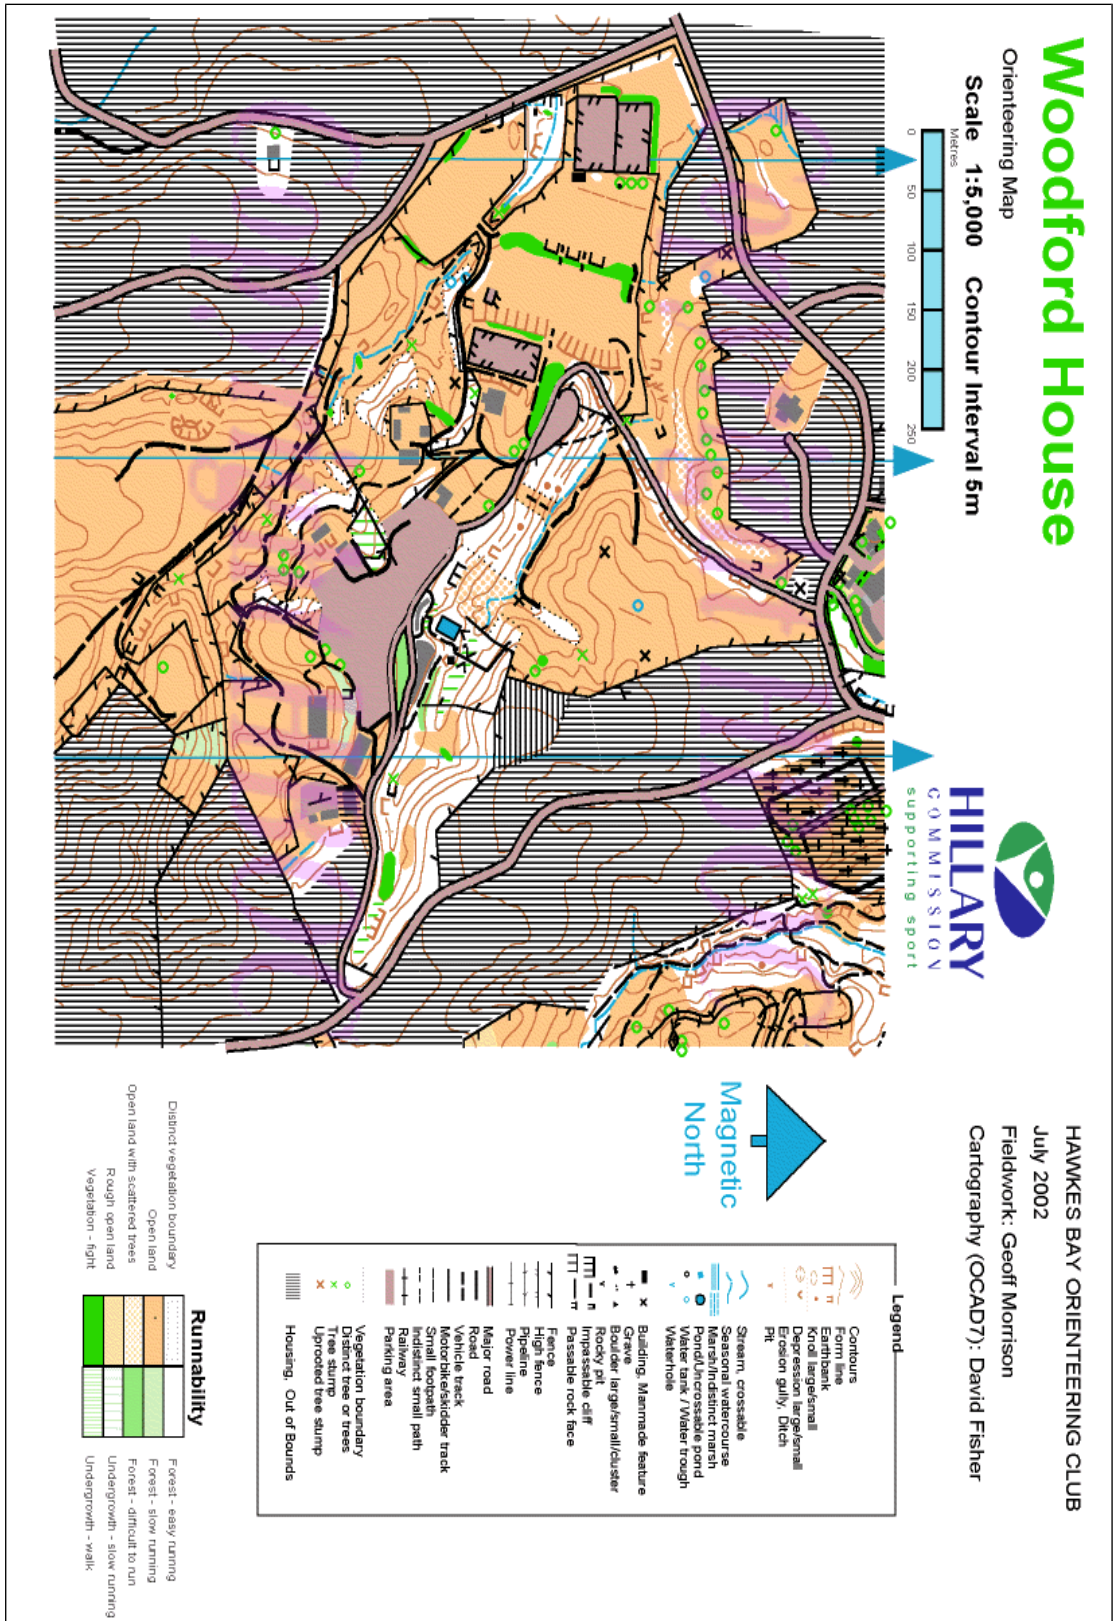 Woodford House
Orienteering Map
Scale 1:5,000 Contour Interval 5m
Metres
0 50 100 150 200 250
HILLARY
COMMISSION
supporting sport
HAWKES BAY ORIENTEERING CLUB
July 2002
Fieldwork: Geoff Morrison
Cartography (OCAD7): David Fisher
Magnetic
North
Legend
Contours
Form line
Earthbank
Knoll large/small
Depression large/small
Erosion gully, Ditch
Pit
Stream, crossable
Seasonal watercourse
Marsh/Indistinct marsh
Pond/Uncrossable pond
Water tank / Water trough
Waterhole
Building, Manmade feature
Grave
Boulder large/small/cluster
Rocky pit
Impassable cliff
Passable rock face
Fence
High fence
Pipeline
Power line
Major road
Road
Vehicle track
Motorbike/skidder track
Small footpath
Indistinct small path
Railway
Parking area
Vegetation boundary
Distinct tree or trees
Tree stump
Uprooted tree stump
Housing, Out of Bounds
Runnability
Distinct vegetation boundary
Open land
Open land with scattered trees
Rough open land
Vegetation - fight
Forest - easy running
Forest - slow running
Forest - difficult to run
Undergrowth - slow running
Undergrowth - walk